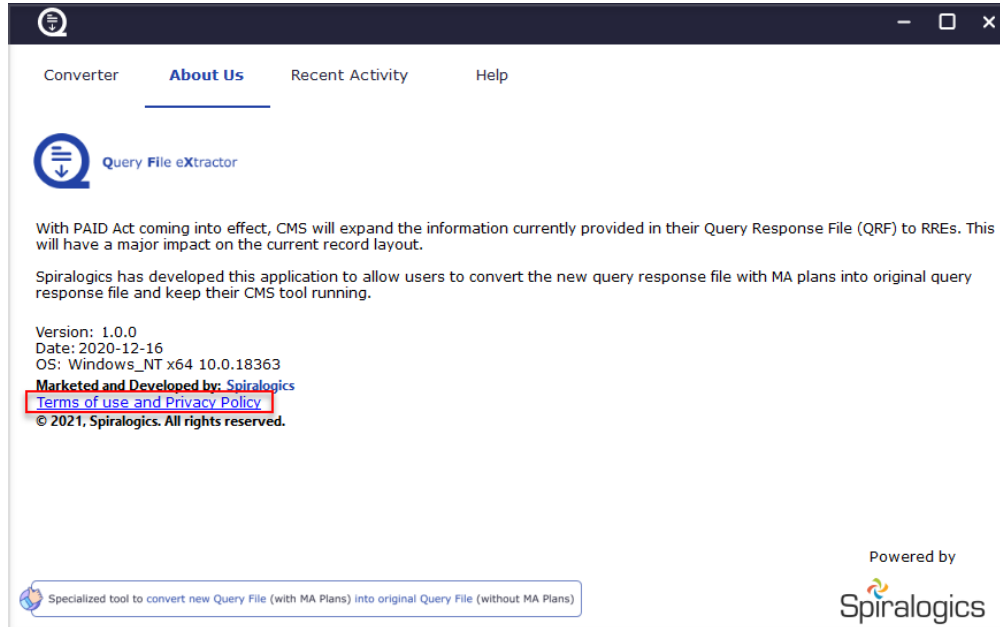 Converter About Us Recent Activity Help
Query File eXtractor
With PAID Act coming into effect, CMS will expand the information currently provided in their Query Response File (QRF) to RREs. This
will have a major impact on the current record layout.
Spiralogics has developed this application to allow users to convert the new query response file with MA plans into original query
response file and keep their CMS tool running.
Version: 1.0.0
Date: 2020-12-16
OS: Windows_NT x64 10.0.18363
Marketed and Developed by: Spiralogics
Terms of use and Privacy Policy
© 2021, Spiralogics. All rights reserved.
Powered by
Specialized tool to convert new Query File (with MA Plans) into original Query File (without MA Plans)
Spiralogics